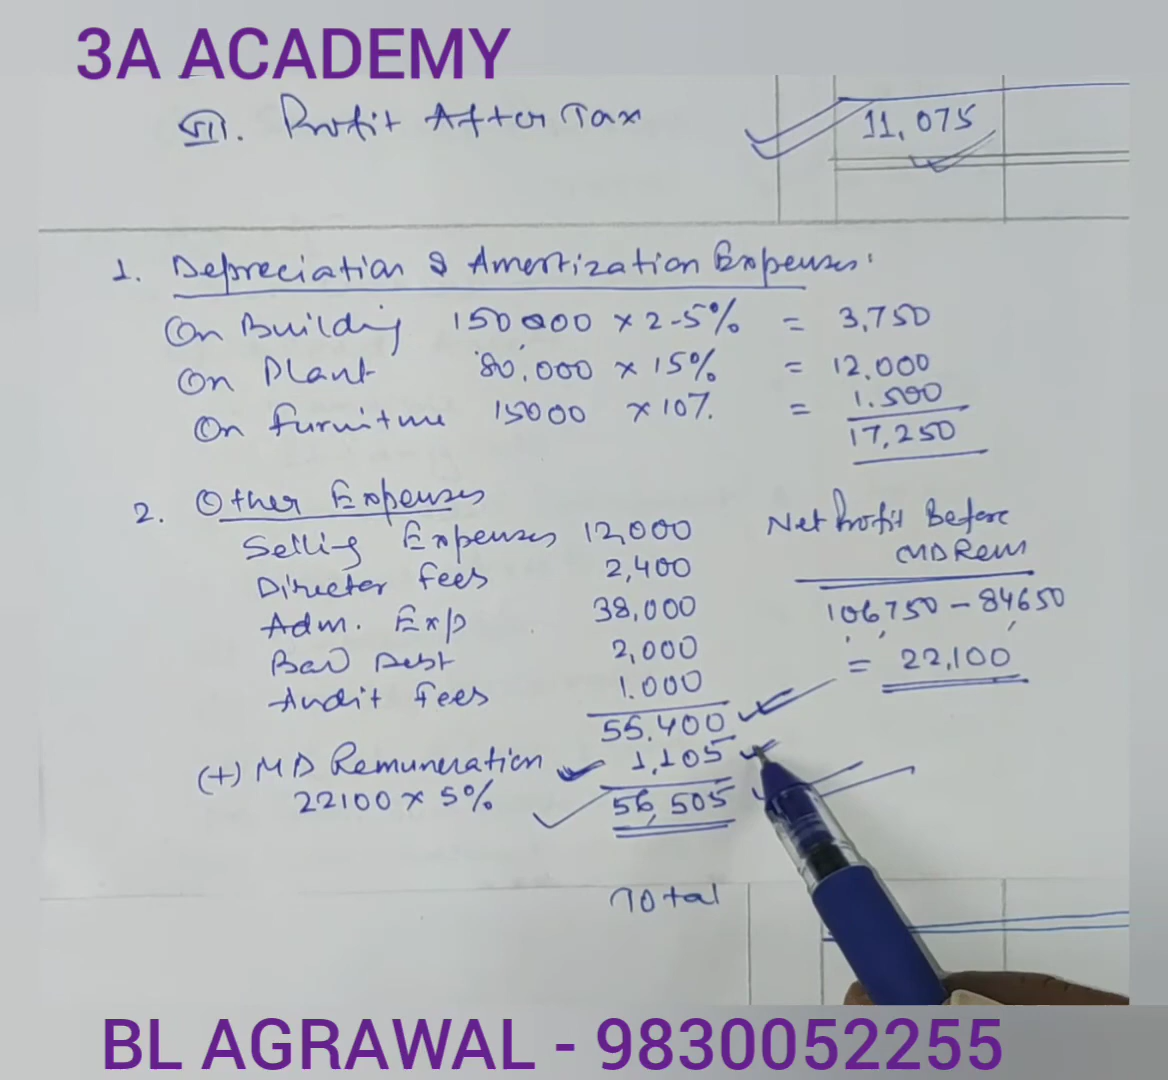 3A ACADEMY
III. Profit After Tax 11,075
1. Depreciation & Amortization Expenses:
On Building 150000 × 2.5% = 3,750
On Plant 80,000 × 15% = 12,000
On Furniture 15000 × 10% = 1,500
17,250
2. Other Expenses
Selling Expenses 12,000
Director Fees 2,400
Adm. Exp 38,000
Bad Debt 2,000
Audit Fees 1,000
55,400
(+) MD Remuneration 1,105
22100 × 5% 56,505
Net Profit Before
MD Rem
106750 - 84650
= 22,100
Total
BL AGRAWAL - 9830052255